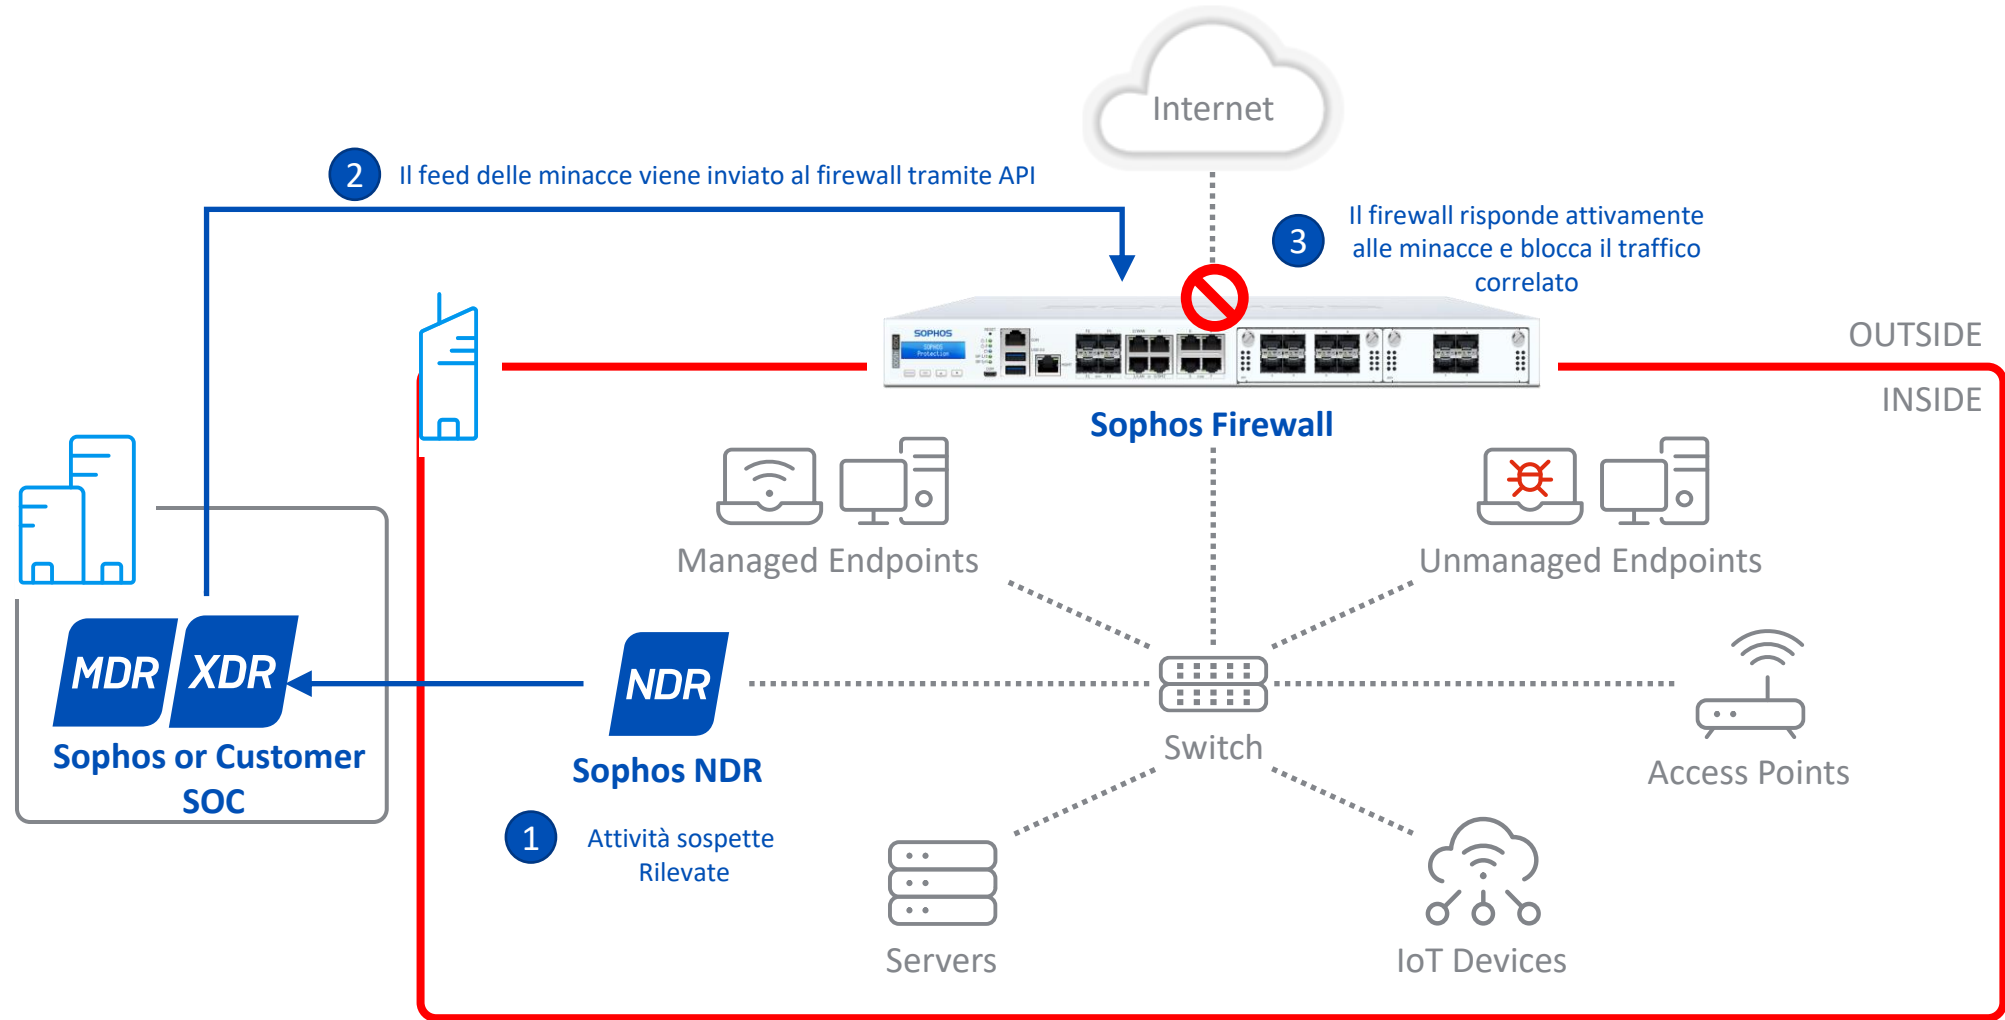 Internet
2
Il feed delle minacce viene inviato al firewall tramite API
3
Il firewall risponde attivamente
alle minacce e blocca il traffico
correlato
SOPHOS
SOPHOS
Protection
OUTSIDE
INSIDE
Sophos Firewall
Managed Endpoints
Unmanaged Endpoints
MDR
XDR
NDR
Sophos or Customer
SOC
Sophos NDR
Switch
Access Points
1
Attività sospette
Rilevate
Servers
IoT Devices